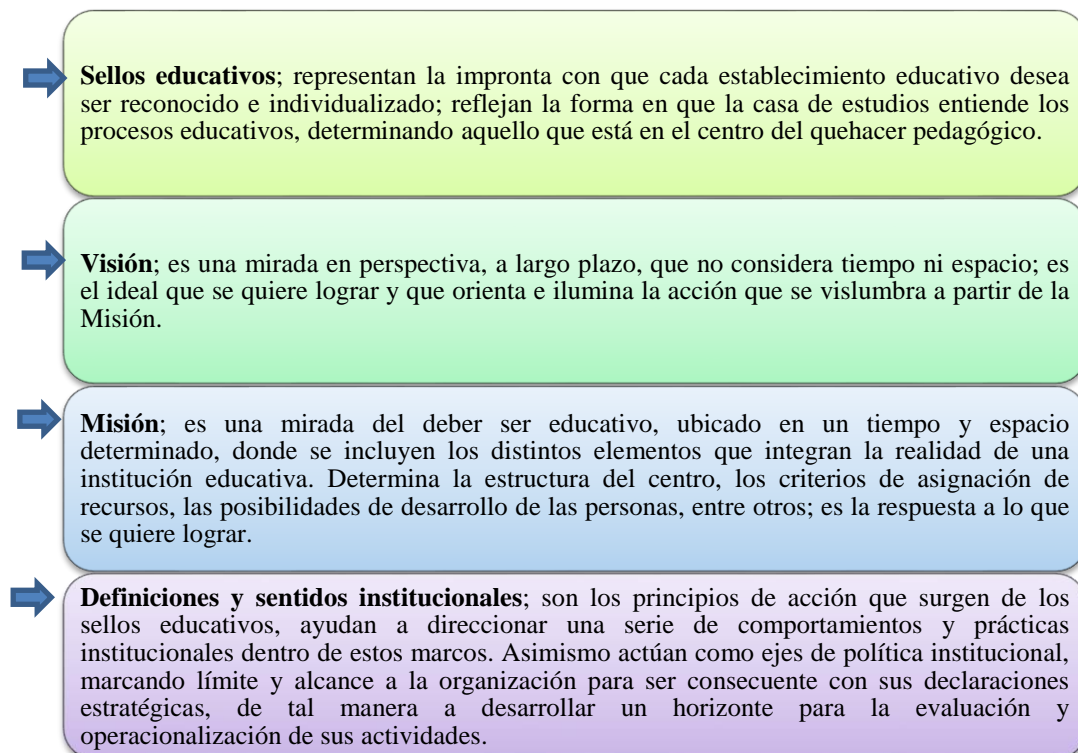 Sellos educativos; representan la impronta con que cada establecimiento educativo desea
ser reconocido e individualizado; reflejan la forma en que la casa de estudios entiende los
procesos educativos, determinando aquello que está en el centro del quehacer pedagógico.
Visión; es una mirada en perspectiva, a largo plazo, que no considera tiempo ni espacio; es
el ideal que se quiere lograr y que orienta e ilumina la acción que se vislumbra a partir de la
Misión.
Misión; es una mirada del deber ser educativo, ubicado en un tiempo y espacio
determinado, donde se incluyen los distintos elementos que integran la realidad de una
institución educativa. Determina la estructura del centro, los criterios de asignación de
recursos, las posibilidades de desarrollo de las personas, entre otros; es la respuesta a lo que
se quiere lograr.
Definiciones y sentidos institucionales; son los principios de acción que surgen de los
sellos educativos, ayudan a direccionar una serie de comportamientos y prácticas
institucionales dentro de estos marcos. Asimismo actúan como ejes de política institucional,
marcando límite y alcance a la organización para ser consecuente con sus declaraciones
estratégicas, de tal manera a desarrollar un horizonte para la evaluación y
operacionalización de sus actividades.